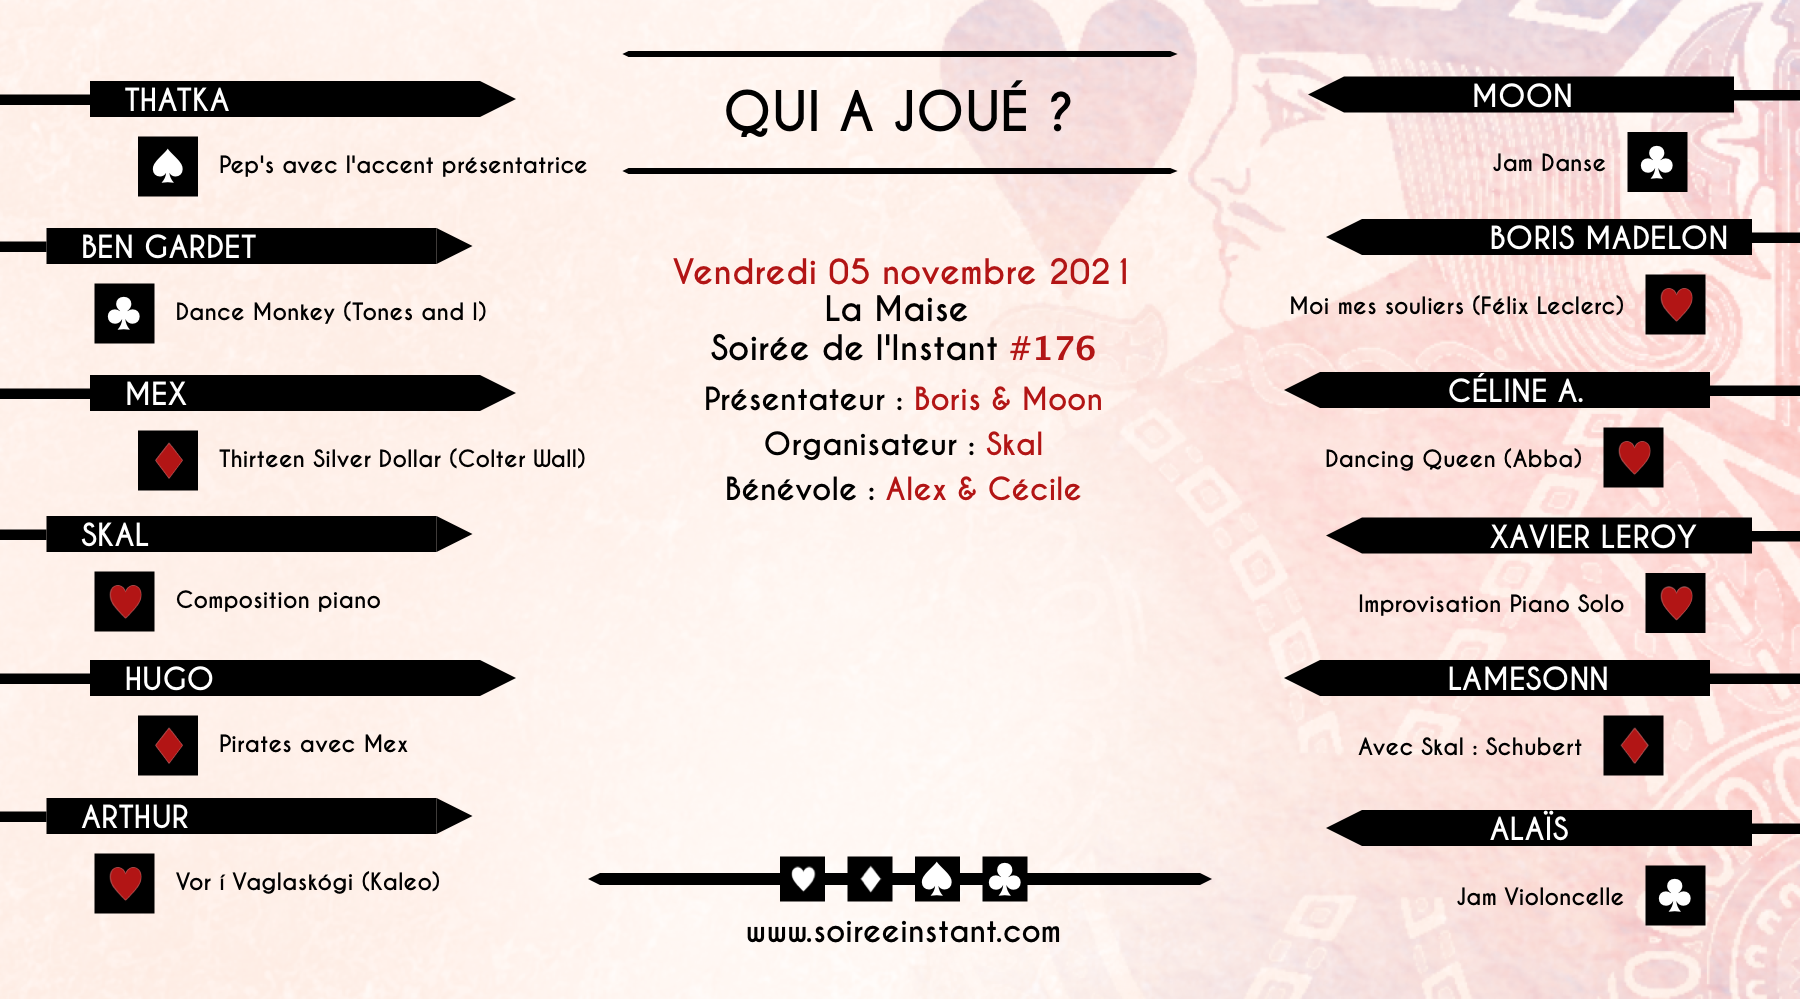 THATKA
Pep's avec l'accent présentatrice
BEN GARDET
Dance Monkey (Tones and I)
MEX
Thirteen Silver Dollar (Colter Wall)
SKAL
Composition piano
HUGO
Pirates avec Mex
ARTHUR
Vor í Vaglaskógi (Kaleo)
QUI A JOUÉ ?
Vendredi 05 novembre 2021
La Maise
Soirée de l'Instant #176
Présentateur : Boris & Moon
Organisateur : Skal
Bénévole : Alex & Cécile
www.soireeinstant.com
MOON
Jam Danse
BORIS MADELON
Moi mes souliers (Félix Leclerc)
CÉLINE A.
Dancing Queen (Abba)
XAVIER LEROY
Improvisation Piano Solo
LAMESONN
Avec Skal : Schubert
ALAÏS
Jam Violoncelle